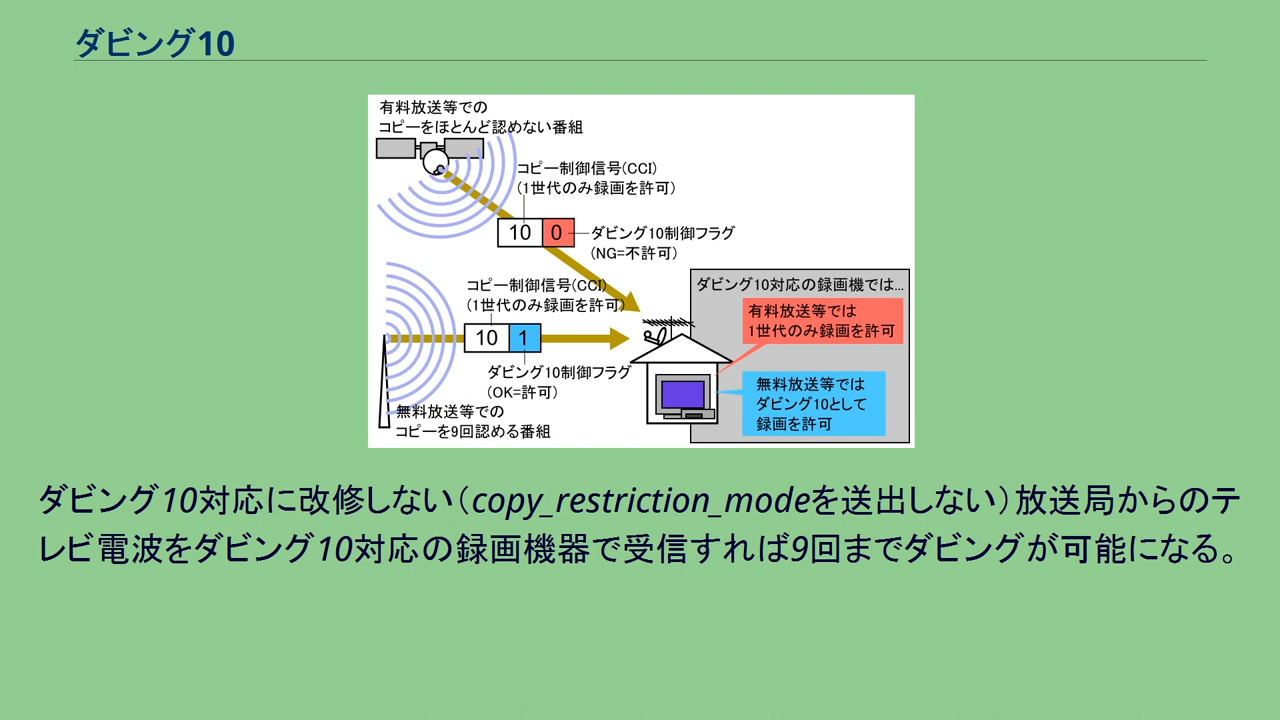 ダビング10
有料放送等での
コピーをほとんど認めない番組
コピー制御信号(CCI)
(1世代のみ録画を許可)
10 0
ダビング10制御フラグ
(NG=不許可)
コピー制御信号(CCI)
(1世代のみ録画を許可)
10 1
ダビング10制御フラグ
(OK=許可)
無料放送等での
コピーを9回認める番組
ダビング10対応の録画機では...
有料放送等では
1世代のみ録画を許可
無料放送等では
ダビング10として
録画を許可
ダビング10対応に改修しない（copy_restriction_modeを送出しない）放送局からのテ
レビ電波をダビング10対応の録画機器で受信すれば9回までダビングが可能になる。